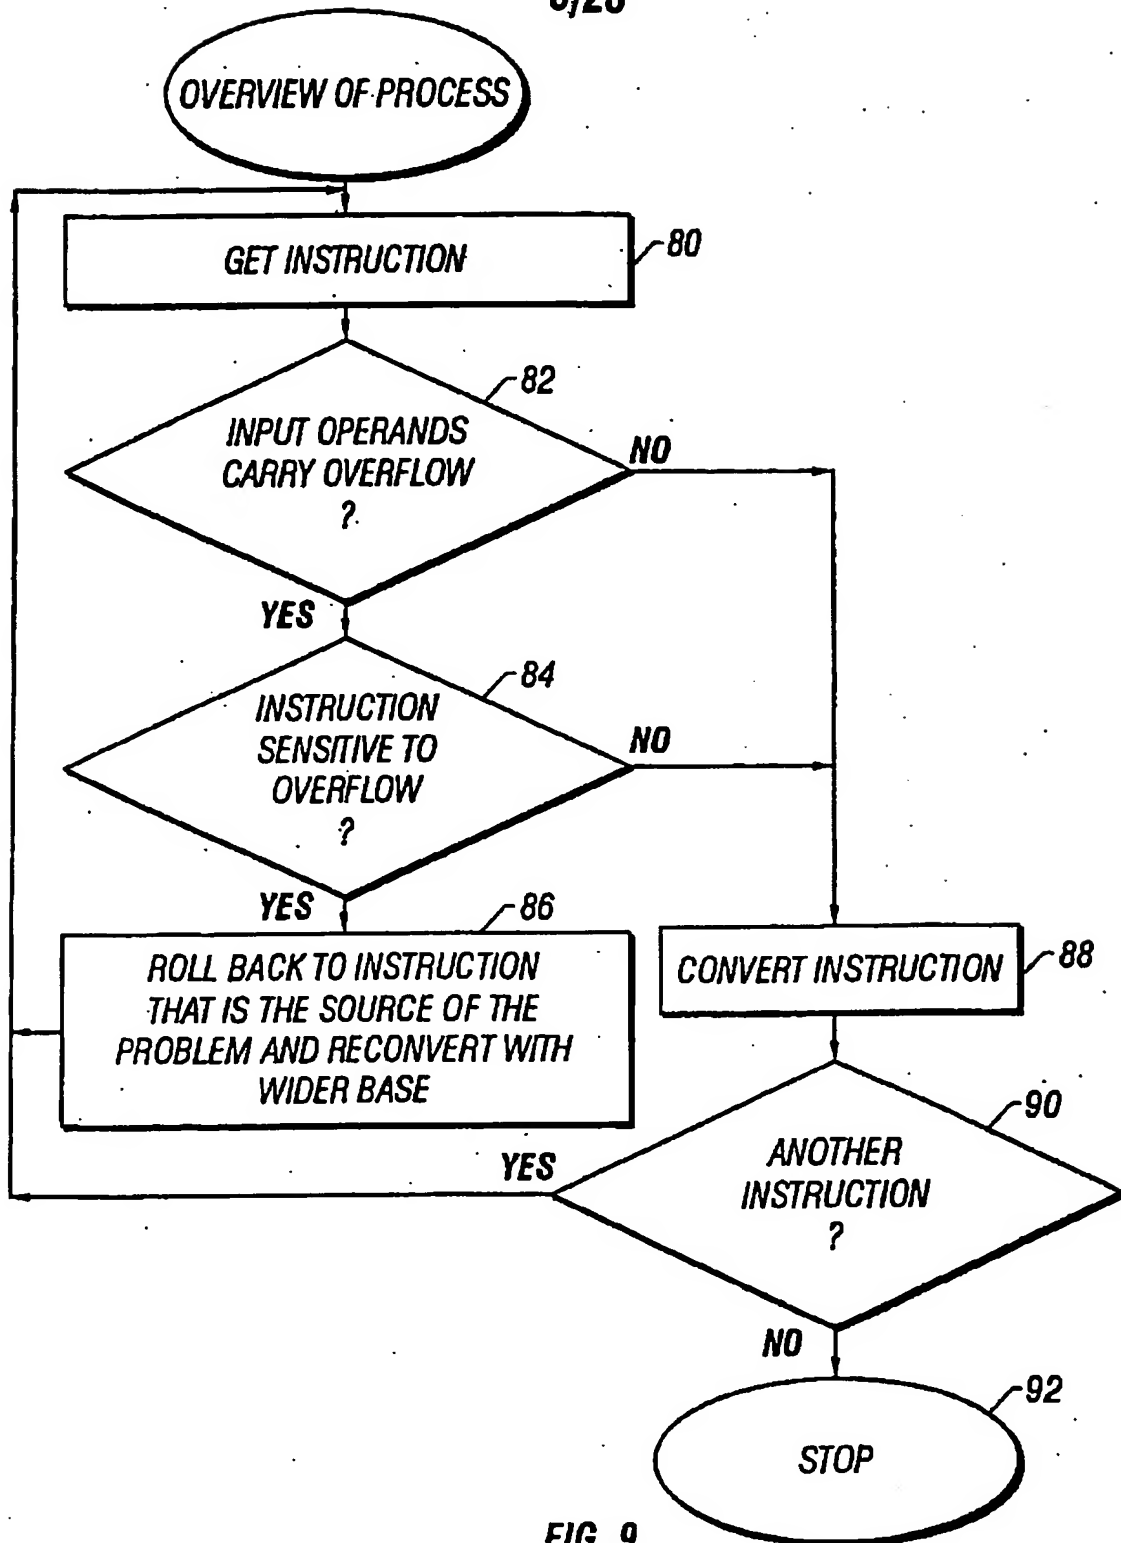 OVERVIEW OF PROCESS
GET INSTRUCTION
80
82
INPUT OPERANDS
CARRY OVERFLOW
?
NO
YES
84
INSTRUCTION
SENSITIVE TO
OVERFLOW
?
NO
YES
86
ROLL BACK TO INSTRUCTION
THAT IS THE SOURCE OF THE
PROBLEM AND RECONVERT WITH
WIDER BASE
CONVERT INSTRUCTION
88
90
ANOTHER
INSTRUCTION
?
YES
NO
92
STOP
FIG. 9